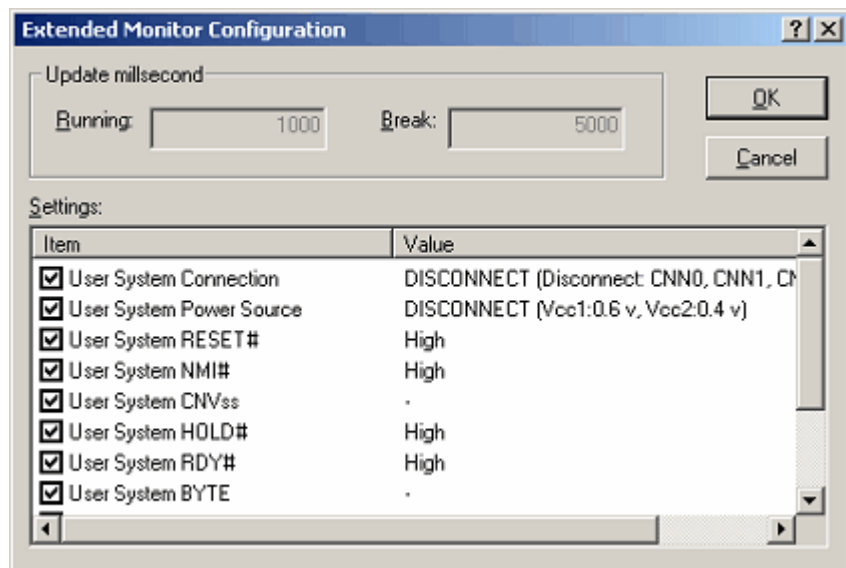 Extended Monitor Configuration
Update millsecond
Running: 1000 Break: 5000
OK
Cancel
Settings:
Item Value
User System Connection DISCONNECT (Disconnect: CNN0, CNN1,
User System Power Source DISCONNECT (Vcc1:0.6 v, Vcc2:0.4 v)
User System RESET# High
User System NMI# High
User System CNVss -
User System HOLD# High
User System RDY# High
User System BYTE -